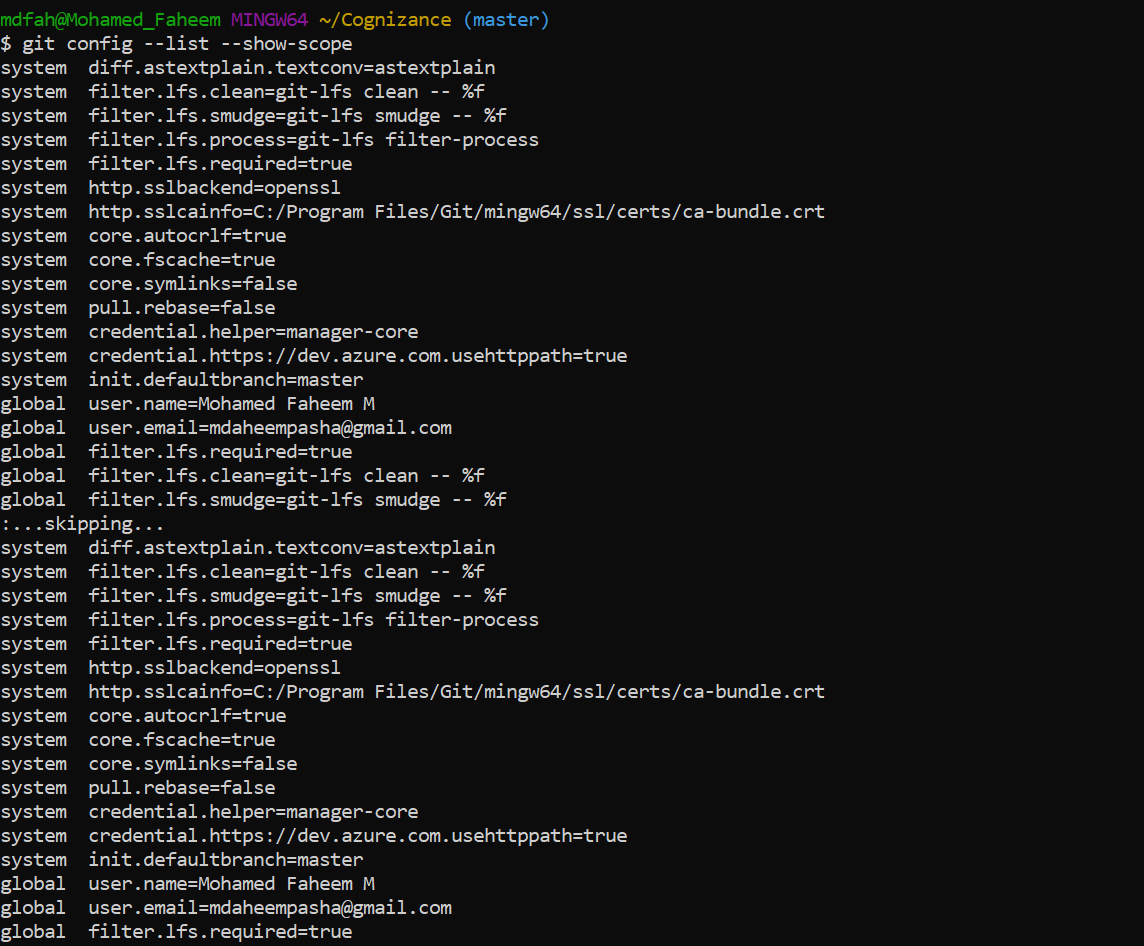 mdfah@Mohamed_Faheem MINGW64 ~/Cognizance (master)
$ git config --list --show-scope
system  diff.astextplain.textconv=astextplain
system  filter.lfs.clean=git-lfs clean -- %f
system  filter.lfs.smudge=git-lfs smudge -- %f
system  filter.lfs.process=git-lfs filter-process
system  filter.lfs.required=true
system  http.sslbackend=openssl
system  http.sslcainfo=C:/Program Files/Git/mingw64/ssl/certs/ca-bundle.crt
system  core.autocrlf=true
system  core.fscache=true
system  core.symlinks=false
system  pull.rebase=false
system  credential.helper=manager-core
system  credential.https://dev.azure.com.usehttppath=true
system  init.defaultbranch=master
global  user.name=Mohamed Faheem M
global  user.email=mdaheempasha@gmail.com
global  filter.lfs.required=true
global  filter.lfs.clean=git-lfs clean -- %f
global  filter.lfs.smudge=git-lfs smudge -- %f
:...skipping...
system  diff.astextplain.textconv=astextplain
system  filter.lfs.clean=git-lfs clean -- %f
system  filter.lfs.smudge=git-lfs smudge -- %f
system  filter.lfs.process=git-lfs filter-process
system  filter.lfs.required=true
system  http.sslbackend=openssl
system  http.sslcainfo=C:/Program Files/Git/mingw64/ssl/certs/ca-bundle.crt
system  core.autocrlf=true
system  core.fscache=true
system  core.symlinks=false
system  pull.rebase=false
system  credential.helper=manager-core
system  credential.https://dev.azure.com.usehttppath=true
system  init.defaultbranch=master
global  user.name=Mohamed Faheem M
global  user.email=mdaheempasha@gmail.com
global  filter.lfs.required=true